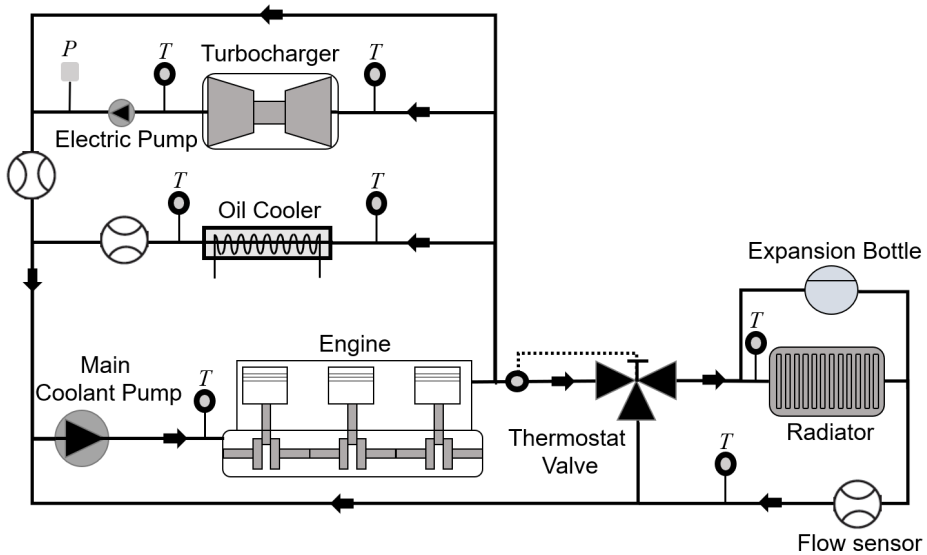 P
T
Turbocharger
T
Electric Pump
T
Oil Cooler
T
Expansion Bottle
T
Engine
Main
Coolant Pump
T
Radiator
Thermostat
Valve
T
Flow sensor